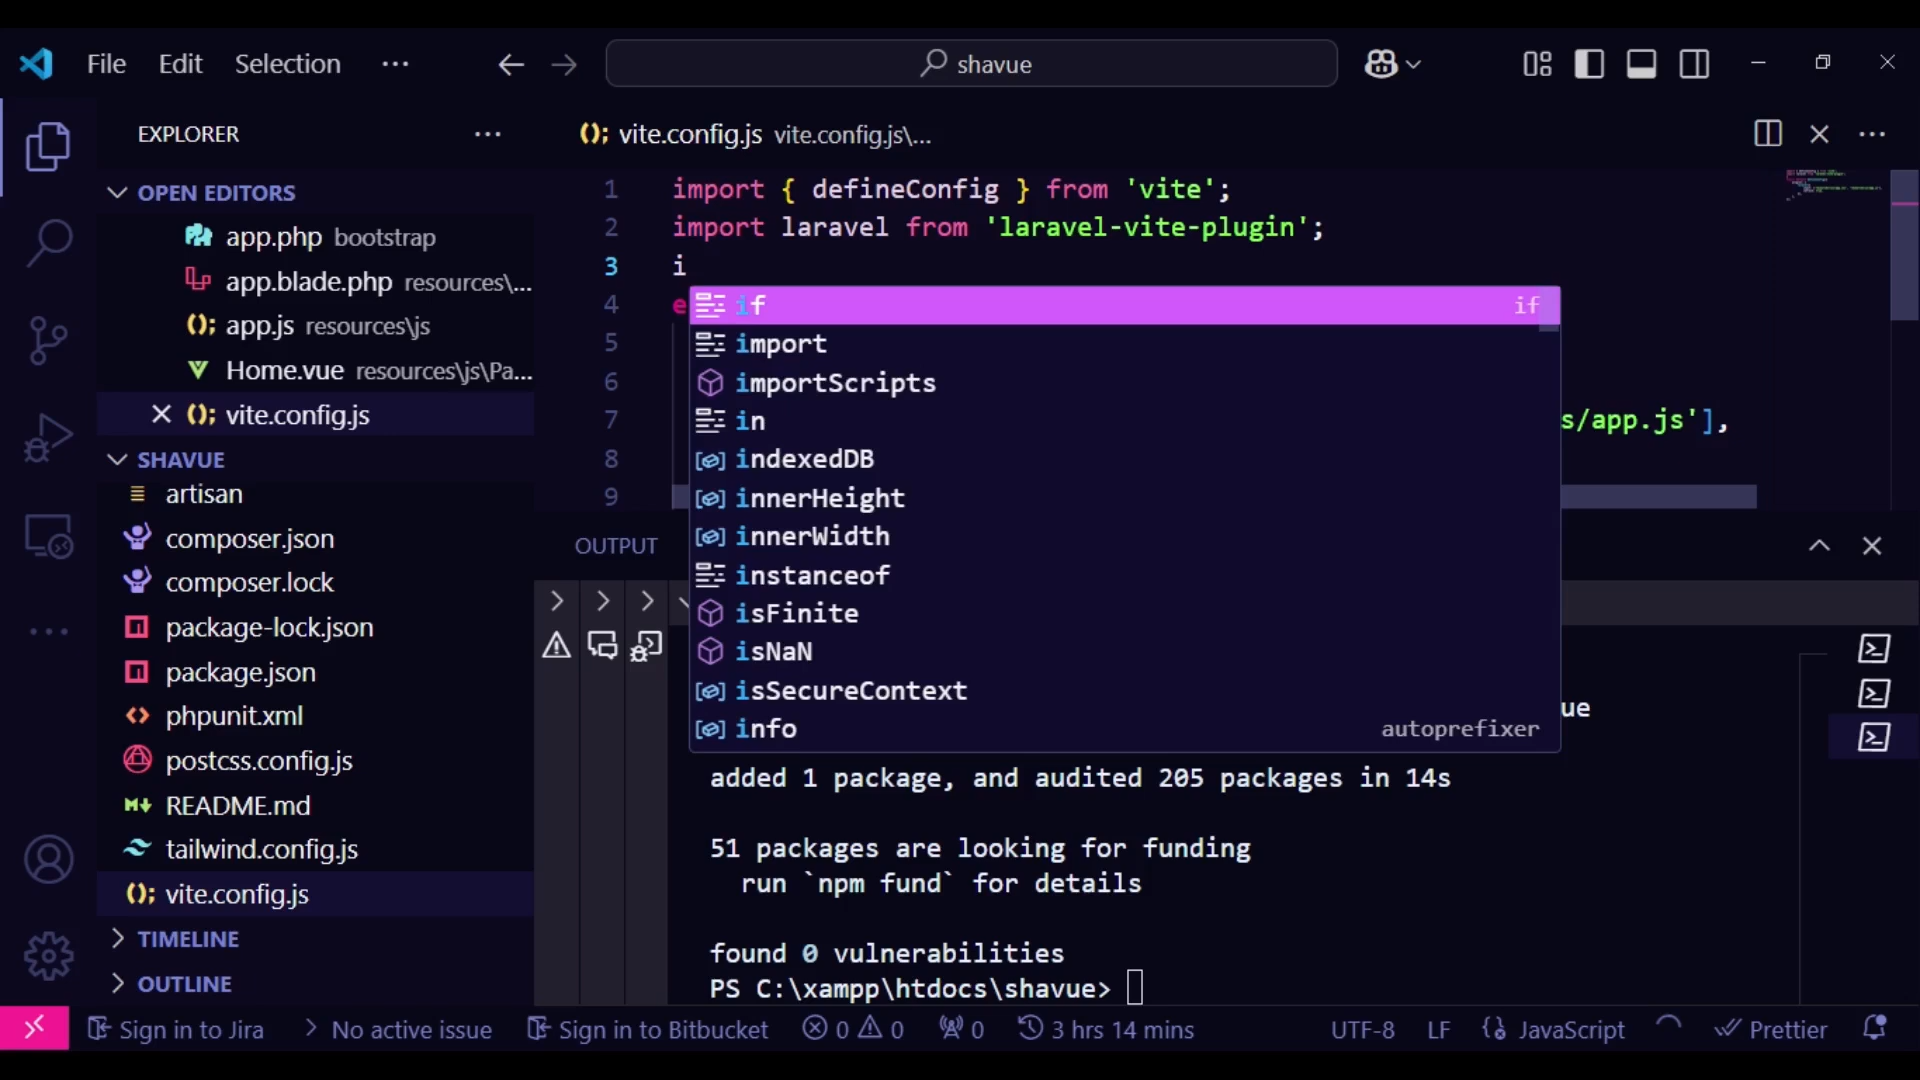 File Edit Selection ··· shavue
EXPLORER ···
OPEN EDITORS
app.php bootstrap
app.blade.php resources\...
app.js resources\js
Home.vue resources\js\Pa...
vite.config.js
SHAVUE
artisan
composer.json
composer.lock
package-lock.json
package.json
phpunit.xml
postcss.config.js
README.md
tailwind.config.js
vite.config.js
TIMELINE
OUTLINE
vite.config.js vite.config.js\...
1 import { defineConfig } from 'vite';
2 import laravel from 'laravel-vite-plugin';
3 i
4 e
5
6
7 s/app.js'],
8
9
if if
import
importScripts
in
indexedDB
innerHeight
innerWidth
instanceof
isFinite
isNaN
isSecureContext
info autoprefixer
OUTPUT
ue
added 1 package, and audited 205 packages in 14s
51 packages are looking for funding
run `npm fund` for details
found 0 vulnerabilities
PS C:\xampp\htdocs\shavue>
Sign in to Jira No active issue Sign in to Bitbucket 0 0 0 3 hrs 14 mins UTF-8 LF JavaScript Prettier